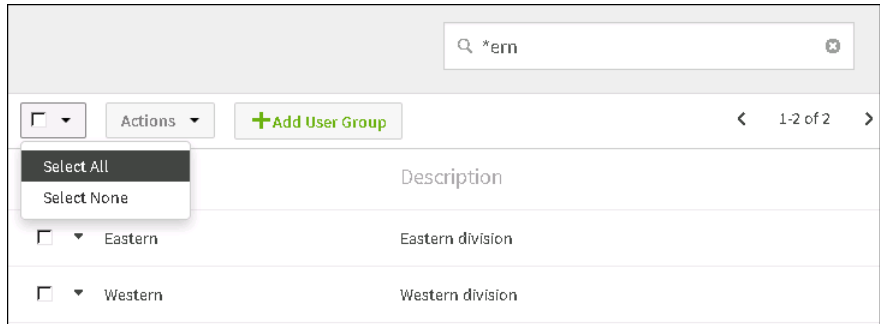 *ern
Actions
+Add User Group
1-2 of 2
Select All
Select None
Description
Eastern
Eastern division
Western
Western division